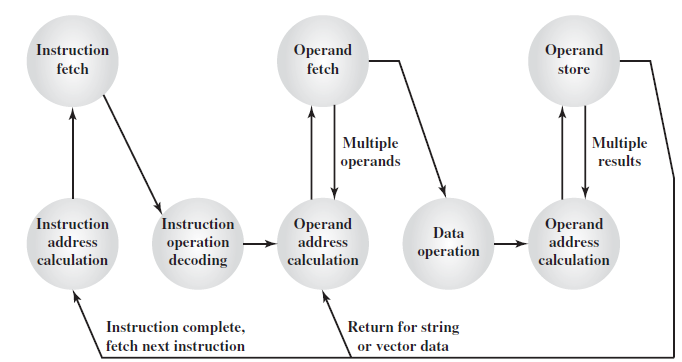 Instruction
fetch
Operand
fetch
Operand
store
Multiple
operands
Multiple
results
Instruction
address
calculation
Instruction
operation
decoding
Operand
address
calculation
Data
operation
Operand
address
calculation
Instruction complete,
fetch next instruction
Return for string
or vector data